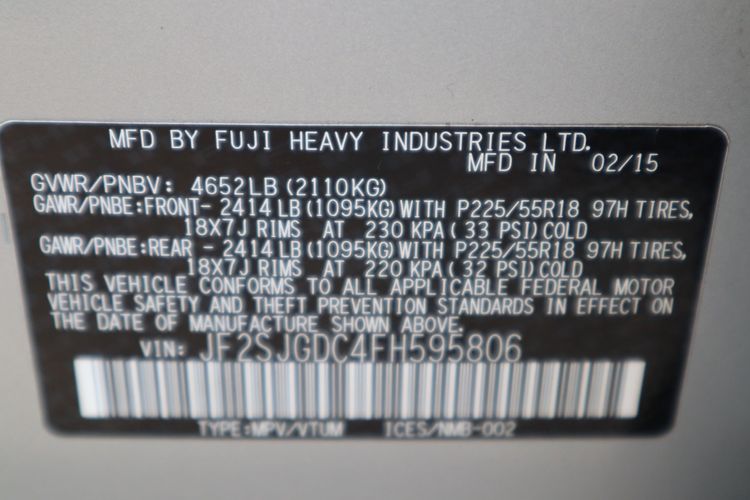 MFD BY FUJI HEAVY INDUSTRIES LTD.
MFD IN 02/15
GVWR/PNBV: 4652LB (2110KG)
GAWR/PNBE:FRONT- 2414LB (1095KG) WITH P225/55R18 97H TIRES,
18X7J RIMS AT 230 KPA ( 33 PSI) COLD
GAWR/PNBE:REAR - 2414LB (1095KG) WITH P225/55R18 97H TIRES,
18X7J RIMS AT 220 KPA ( 32 PSI) COLD
THIS VEHICLE CONFORMS TO ALL APPLICABLE FEDERAL MOTOR
VEHICLE SAFETY AND THEFT PREVENTION STANDARDS IN EFFECT ON
THE DATE OF MANUFACTURE SHOWN ABOVE.
VIN: JF2SJGDC4FH595806
TYPE:MPV/VTUM ICES/NMB-002